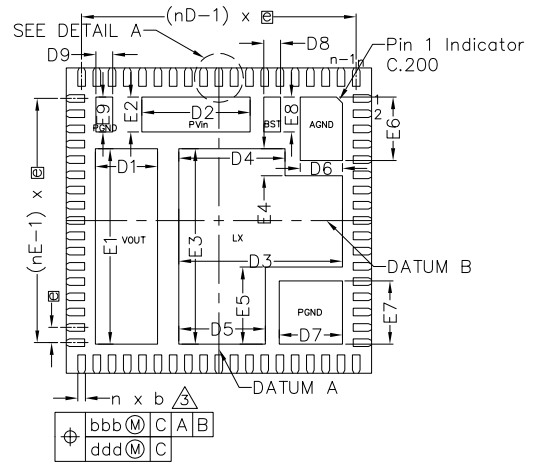 (nD-1) x e
SEE DETAIL A
D9
D8
n-1
n
Pin 1 Indicator
C.200
E9
PGND
E2
D2
PVin
E8
BST
AGND
1
2
E6
D1
D4
D6
E4
(nE-1) x e
E1
VOUT
E3
LX
D3
DATUM B
E5
PGND
E7
e
D5
D7
DATUM A
n x b 3
bbb M C A B
ddd M C